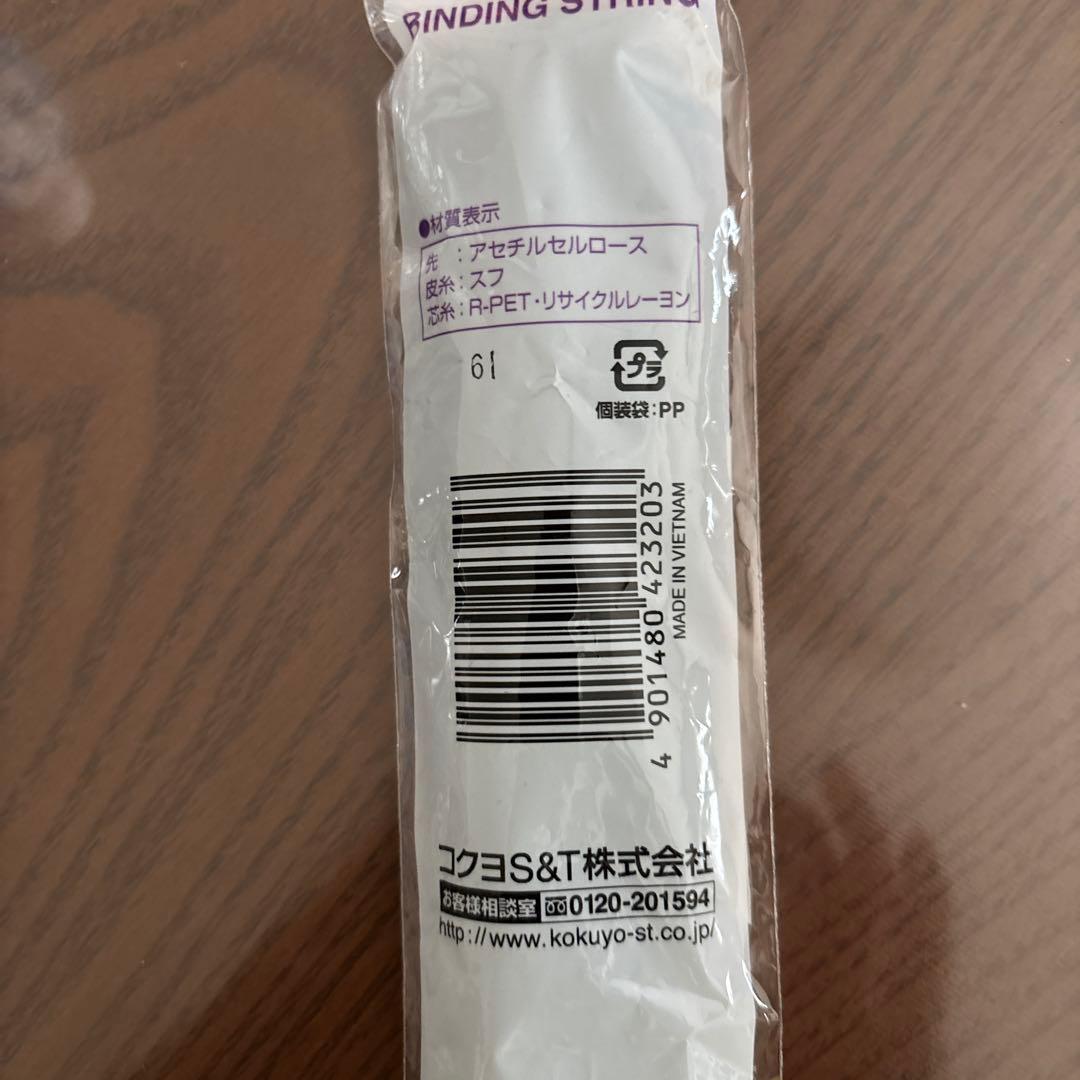 BINDING STRING
●材質表示
先 : アセチルセルロース
皮糸 : スフ
芯糸 : R-PET・リサイクルレーヨン
61
プラ
個装袋 : PP
4 901480 423203
MADE IN VIETNAM
コクヨS&T株式会社
お客様相談室 0120-201594
http://www.kokuyo-st.co.jp/